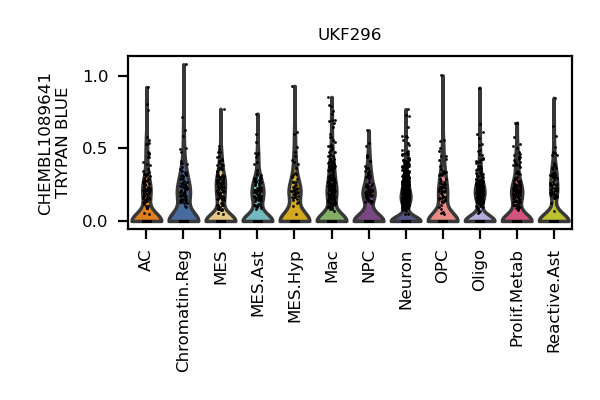 UKF296
CHEMBL1089641
TRYPAN BLUE
1.0
0.5
0.0
AC
Chromatin.Reg
MES
MES.Ast
MES.Hyp
Mac
NPC
Neuron
OPC
Oligo
Prolif.Metab
Reactive.Ast